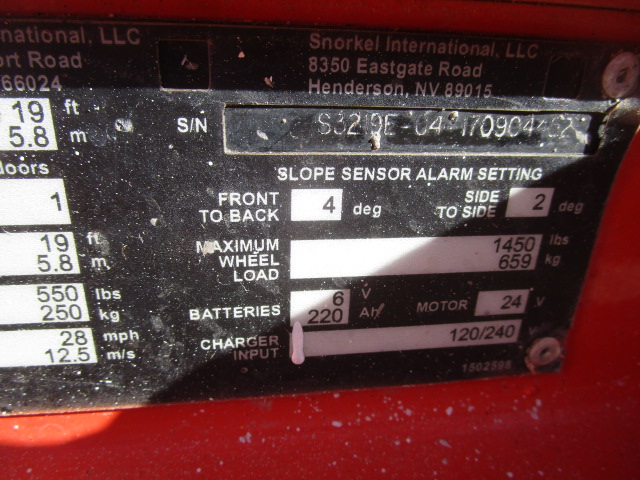 ternational, LLC
ort Road
66024
19 ft
5.8 m
doors
1
19 ft
5.8 m
550 lbs
250 kg
28 mph
12.5 m/s
Snorkel International, LLC
8350 Eastgate Road
Henderson, NV 89015
S/N
SLOPE SENSOR ALARM SETTING
FRONT TO BACK 4 deg
SIDE TO SIDE 2 deg
MAXIMUM WHEEL LOAD
1450 lbs
659 kg
BATTERIES
6 V
220 AH
MOTOR 24 V
CHARGER INPUT
120/240 V
1502598